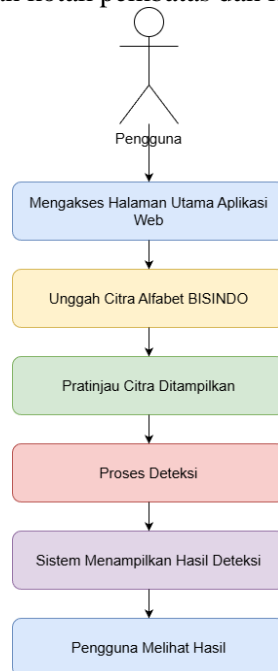 Pengguna
Mengakses Halaman Utama Aplikasi
Web
Unggah Citra Alfabet BISINDO
Pratinjau Citra Ditampilkan
Proses Deteksi
Sistem Menampilkan Hasil Deteksi
Pengguna Melihat Hasil